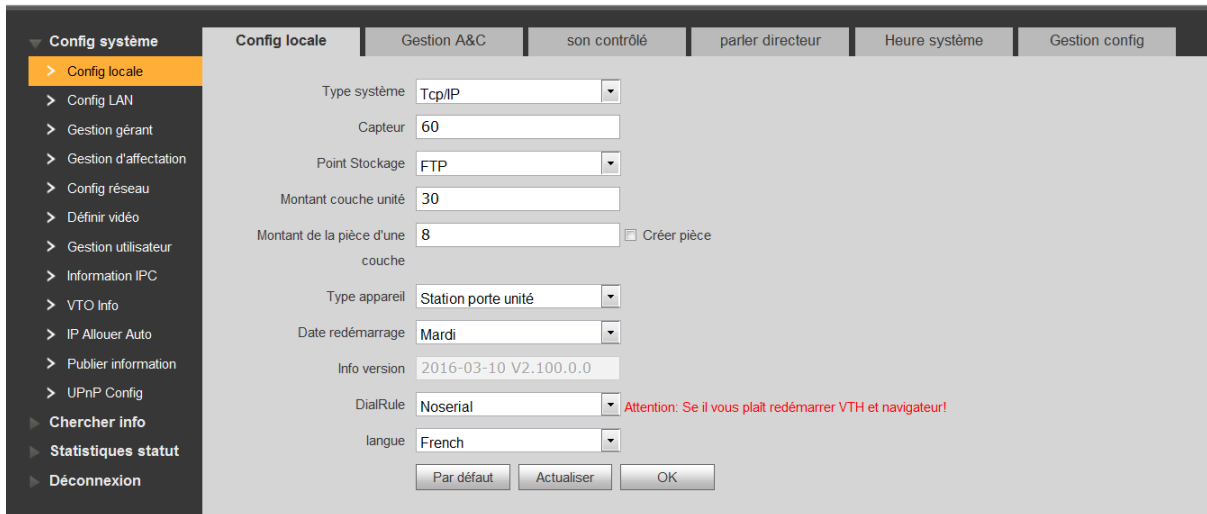 Config système
Config locale
Config LAN
Gestion gérant
Gestion d'affectation
Config réseau
Définir vidéo
Gestion utilisateur
Information IPC
VTO Info
IP Allouer Auto
Publier information
UPnP Config
Chercher info
Statistiques statut
Déconnexion
Config locale Gestion A&C son contrôlé parler directeur Heure système Gestion config
Type système Tcp/IP
Capteur 60
Point Stockage FTP
Montant couche unité 30
Montant de la pièce d'une 8 Créer pièce
couche
Type appareil Station porte unité
Date redémarrage Mardi
Info version 2016-03-10 V2.100.0.0
DialRule Noserial Attention: Se il vous plaît redémarrer VTH et navigateur!
langue French
Par défaut Actualiser OK